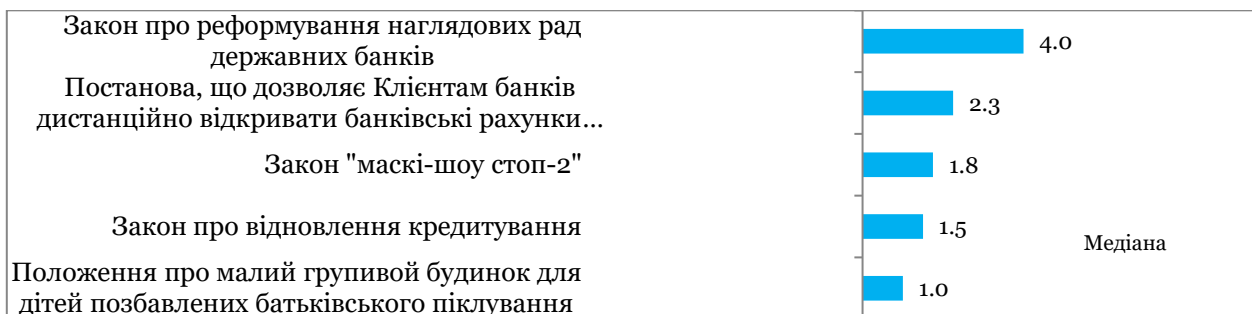 Закон про реформування наглядових рад
державних банків
4.0
Постанова, що дозволяє Клієнтам банків
дистанційно відкривати банківські рахунки...
2.3
Закон "маскі-шоу стоп-2"
1.8
Закон про відновлення кредитування
1.5
Медіана
Положення про малий групивой будинок для
дітей позбавлених батьківського піклування
1.0